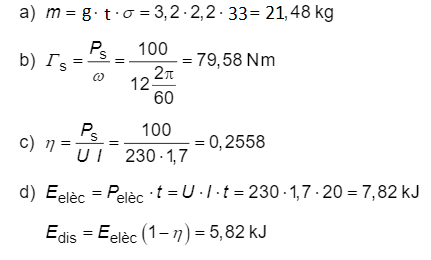 a) m = g · t · σ = 3,2 · 2,2 · 33 = 21,48 kg
b) Γs = Ps / ω = 100 / (12 2π/60) = 79,58 Nm
c) η = Ps / (U I) = 100 / (230 · 1,7) = 0,2558
d) Eelèc = Pelèc · t = U · I · t = 230 · 1,7 · 20 = 7,82 kJ
Edis = Eelèc (1 − η) = 5,82 kJ